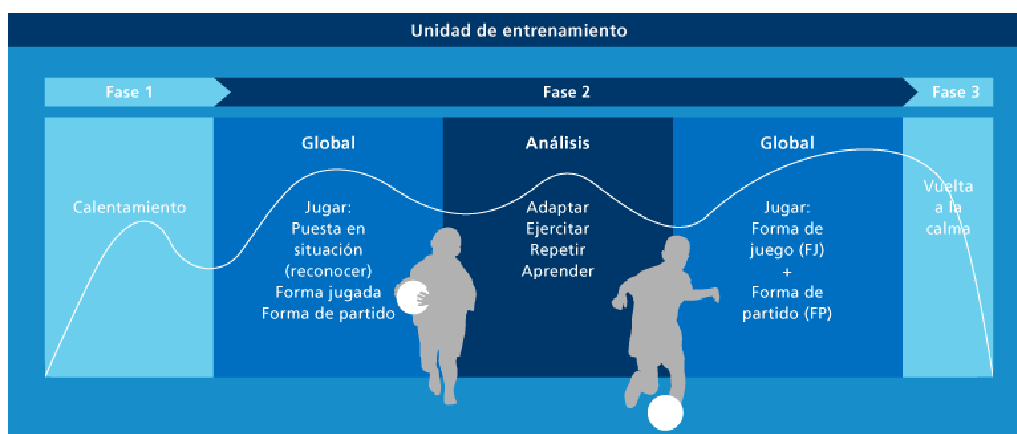 Unidad de entrenamiento
Fase 1
Fase 2
Fase 3
Calentamiento
Global
Jugar:
Puesta en
situación
(reconocer)
Forma jugada
Forma de partido
Análisis
Adaptar
Ejercitar
Repetir
Aprender
Global
Jugar:
Forma de
juego (FJ)
+
Forma de
partido (FP)
Vuelta
a la
calma